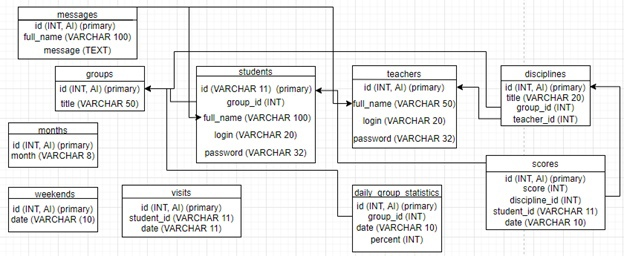 messages
id (INT, AI) (primary)
full_name (VARCHAR 100)
message (TEXT)
groups
id (INT, AI) (primary)
title (VARCHAR 50)
students
id (VARCHAR 11) (primary)
group_id (INT)
full_name (VARCHAR 100)
login (VARCHAR 20)
password (VARCHAR 32)
teachers
id (INT, AI) (primary)
full_name (VARCHAR 50)
login (VARCHAR 20)
password (VARCHAR 32)
disciplines
id (INT, AI) (primary)
title (VARCHAR 20)
group_id (INT)
teacher_id (INT)
months
id (INT, AI) (primary)
month (VARCHAR 8)
weekends
id (INT, AI) (primary)
date (VARCHAR (10)
visits
id (INT, AI) (primary)
student_id (VARCHAR 11)
date (VARCHAR 11)
daily_group_statistics
id (INT, AI) (primary)
group_id (INT)
date (VARCHAR 10)
percent (INT)
scores
id (INT, AI) (primary)
score (INT)
discipline_id (INT)
student_id (VARCHAR 11)
date (VARCHAR 10)